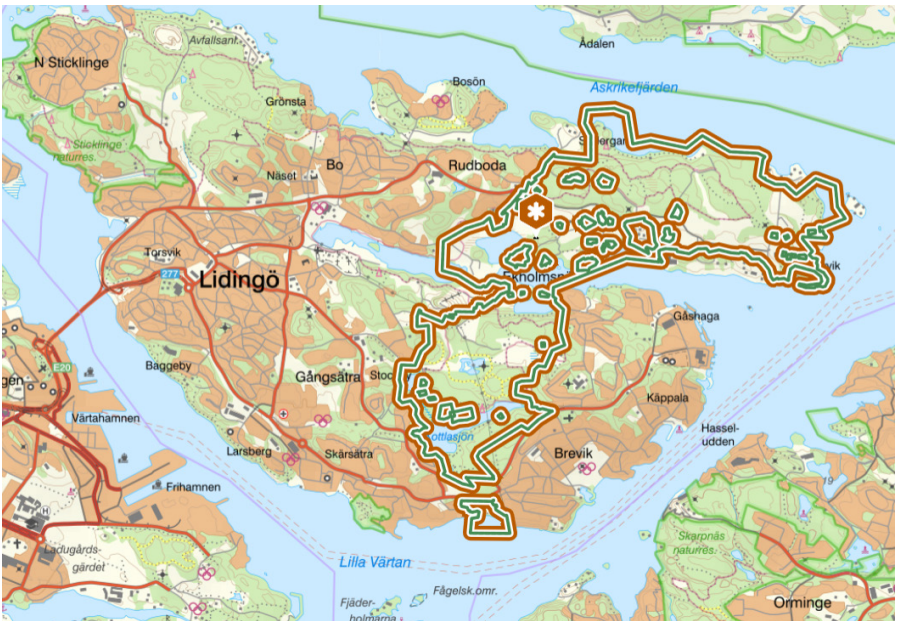 Avfallsanl.
Ådalen
N Sticklinge
Bosön
Askrikefjärden
Grönsta
Sticklinge
naturres.
Bo
Rudboda
Näset
Torsvik
277
Lidingö
Gåshaga
E20
Baggeby
Gångsätra
Käppala
Värtahamnen
Hassel-
udden
Larsberg
Skärsätra
Brevik
Frihamnen
19
H
Ladugårds-
gärdet
Skarpnäs
naturres.
Lilla Värtan
Fågelsk.omr.
Fjäder-
holmarna
Orminge